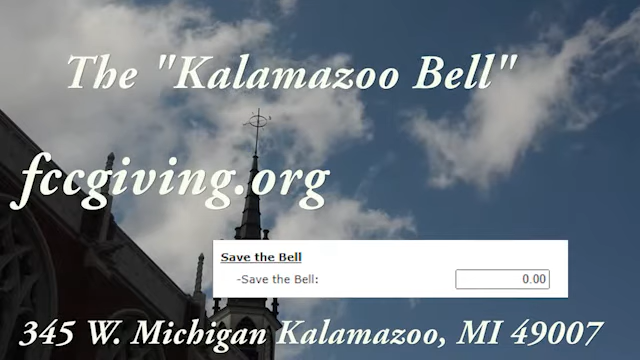 The "Kalamazoo Bell"
fccgiving.org
Save the Bell
-Save the Bell: 0.00
345 W. Michigan Kalamazoo, MI 49007